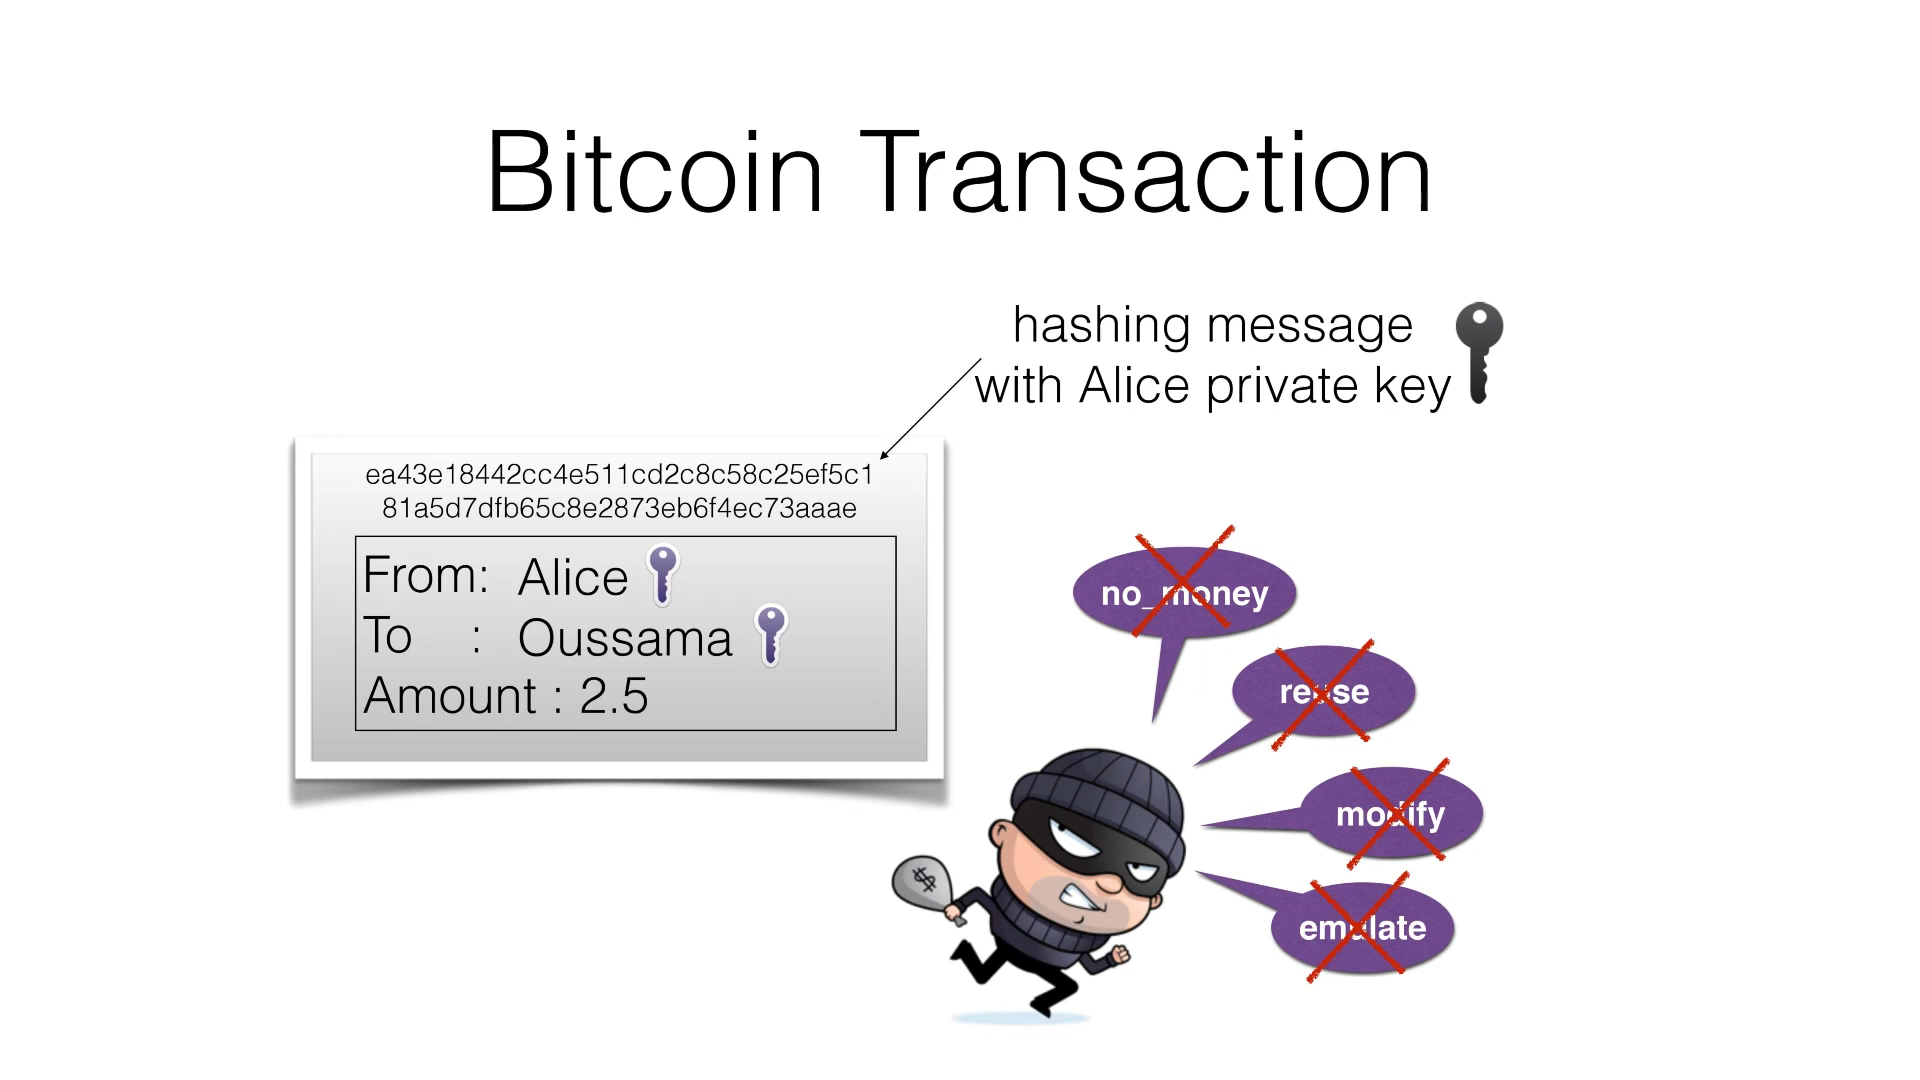 Bitcoin Transaction
hashing message
with Alice private key
ea43e18442cc4e511cd2c8c58c25ef5c1
81a5d7dfb65c8e2873eb6f4ec73aaae
From: Alice
To : Oussama
Amount : 2.5
no_money
reuse
modify
emulate
$